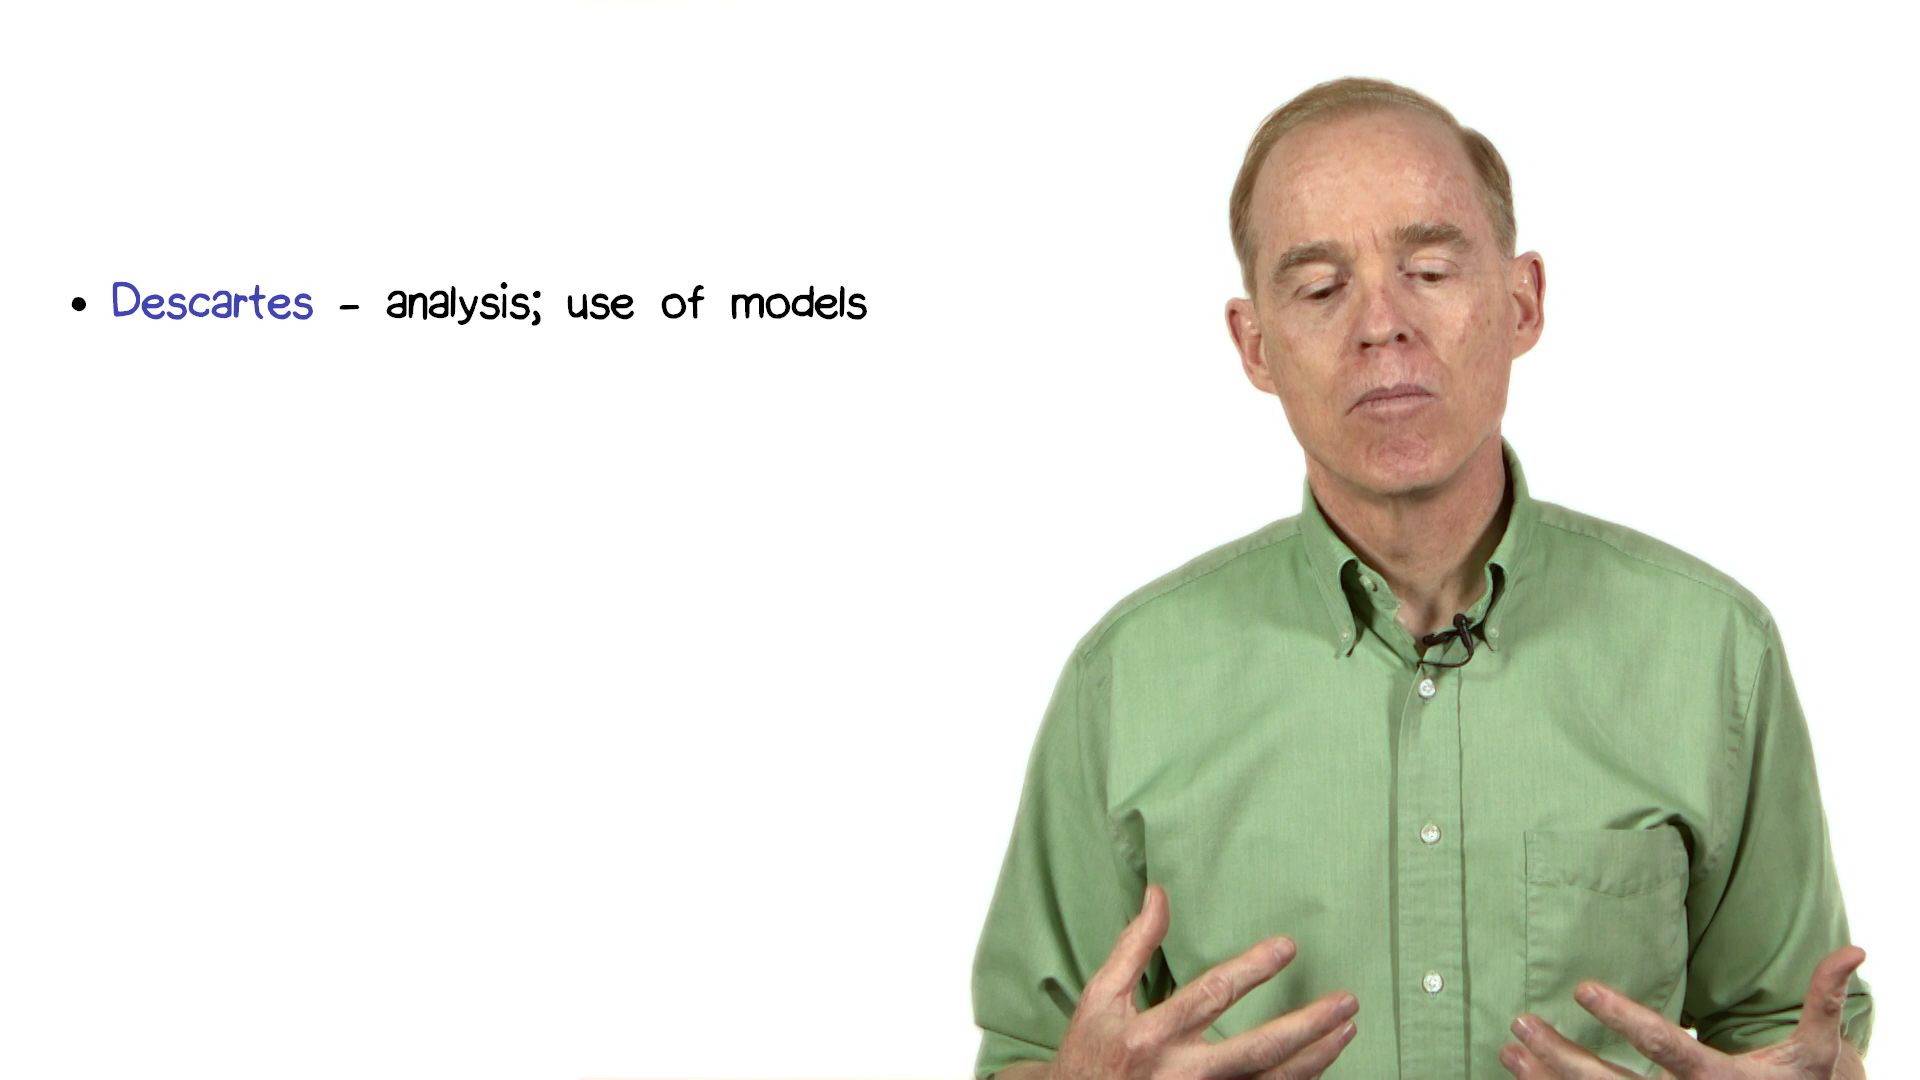 • Descartes – analysis; use of models